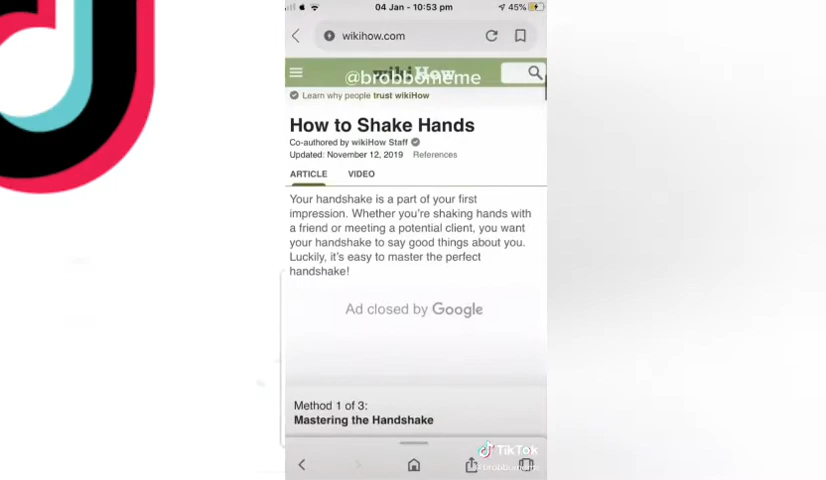 04 Jan - 10:53 pm
45%
wikihow.com
wikiHow
@brobbomeme
Learn why people trust wikiHow
How to Shake Hands
Co-authored by wikiHow Staff
Updated: November 12, 2019 References
ARTICLE VIDEO
Your handshake is a part of your first
impression. Whether you're shaking hands with
a friend or meeting a potential client, you want
your handshake to say good things about you.
Luckily, it's easy to master the perfect
handshake!
Ad closed by Google
Method 1 of 3:
Mastering the Handshake
TikTok
@brobbomeme